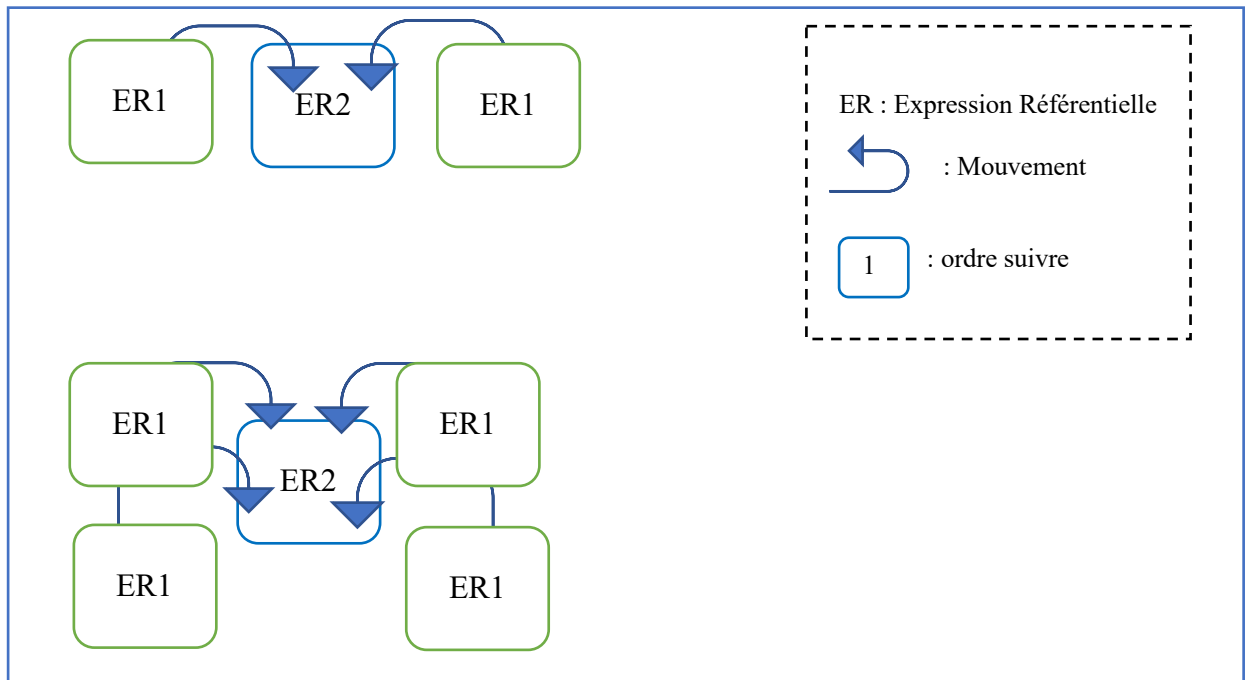 ER1
ER2
ER1
ER : Expression Référentielle
: Mouvement
1
: ordre suivre
ER1
ER1
ER2
ER1
ER1